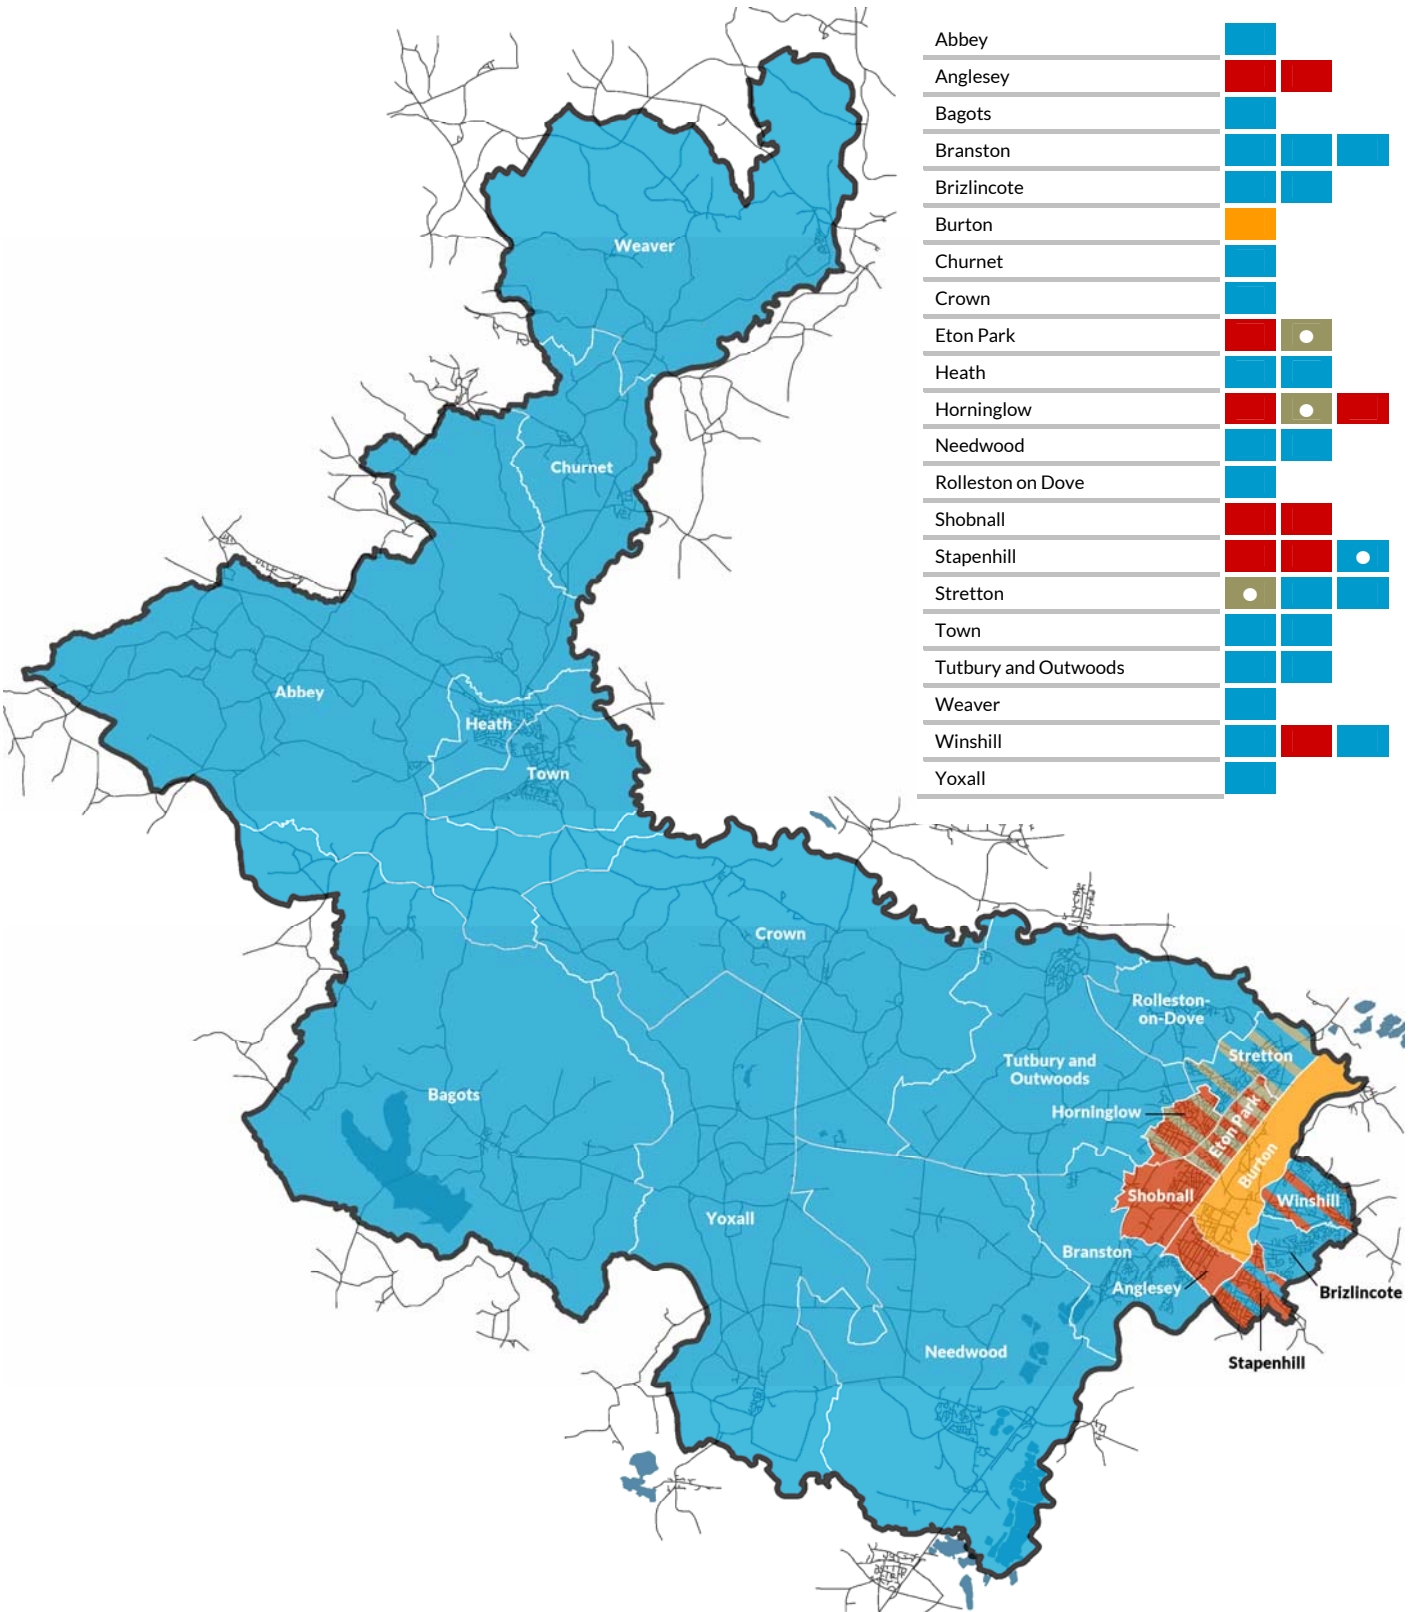 Abbey
Anglesey
Bagots
Branston
Brizlincote
Burton
Churnet
Crown
Eton Park
Heath
Horninglow
Needwood
Rolleston on Dove
Shobnall
Stapenhill
Stretton
Town
Tutbury and Outwoods
Weaver
Winshill
Yoxall
Weaver
Churnet
Abbey
Heath
Town
Crown
Rolleston-
on-Dove
Stretton
Tutbury and
Outwoods
Bagots
Horninglow
Eton Park
Burton
Shobnall
Winshill
Yoxall
Branston
Anglesey
Brizlincote
Needwood
Stapenhill